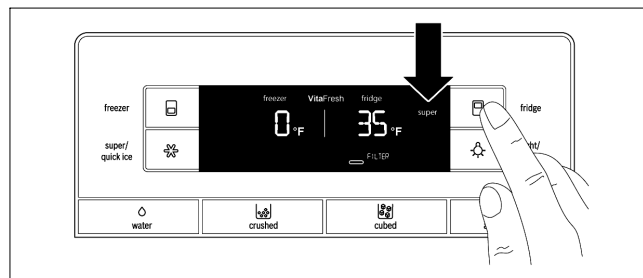 freezer VitaFresh fridge
super
freezer
fridge
0 °F 35 °F
super/
quick ice
FILTER
water
crushed
cubed